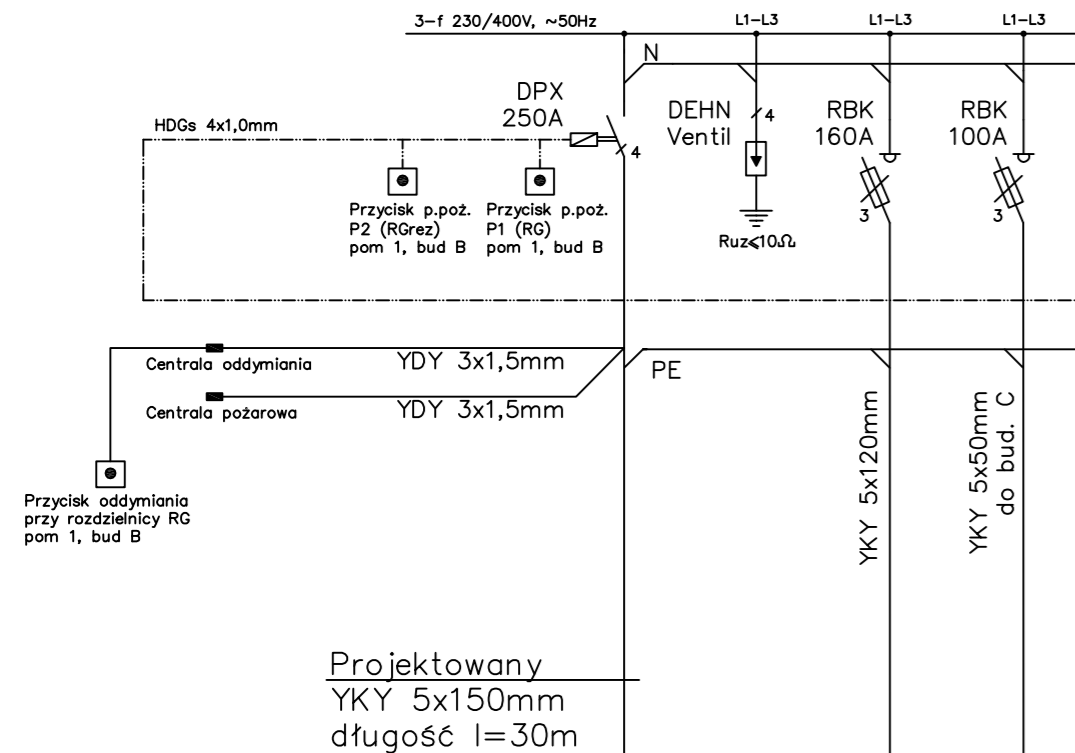 3-f 230/400V, ~50Hz
L1-L3
L1-L3
L1-L3
N
DPX
250A
4
DEHN
Ventil
4
RBK
160A
3
RBK
100A
3
HDGs 4x1,0mm
Przycisk p.poż.
P2 (RGrez)
pom 1, bud B
Przycisk p.poż.
P1 (RG)
pom 1, bud B
Ruz⩽10Ω
Centrala oddymiania
YDY 3x1,5mm
PE
Centrala pożarowa
YDY 3x1,5mm
Przycisk oddymiania
przy rozdzielnicy RG
pom 1, bud B
YKY 5x120mm
YKY 5x50mm
do bud. C
Projektowany
YKY 5x150mm
długość l=30m